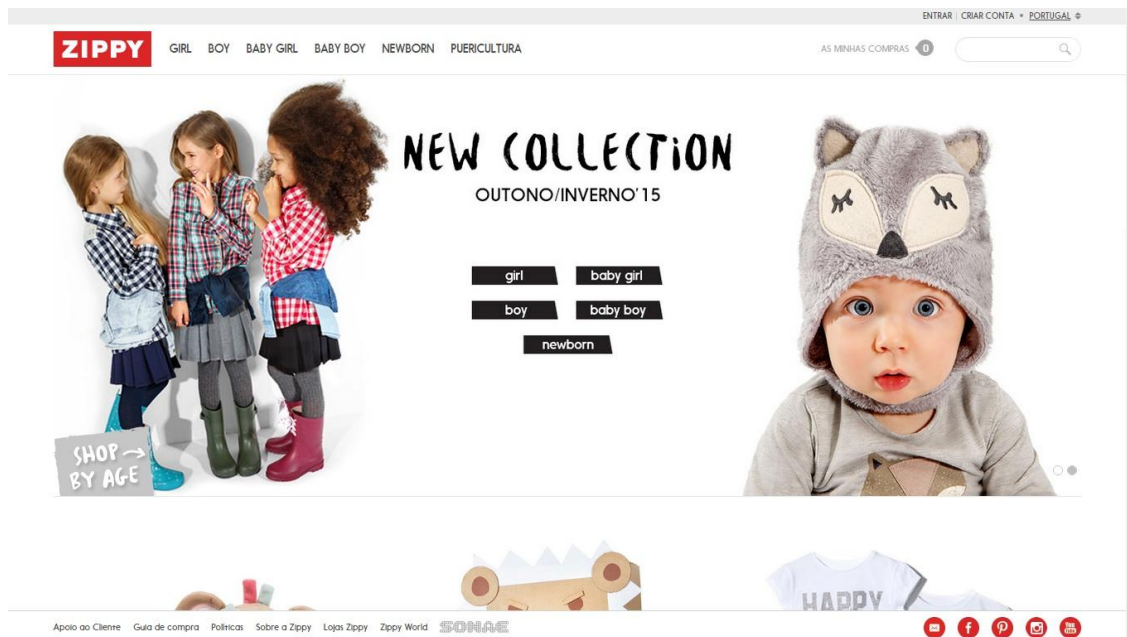 ENTRAR | CRIAR CONTA • PORTUGAL
ZIPPY GIRL BOY BABY GIRL BABY BOY NEWBORN PUERICULTURA AS MINHAS COMPRAS 0
NEW COLLECTION
OUTONO/INVERNO'15
girl baby girl
boy baby boy
newborn
SHOP →
BY AGE
HAPPY
Apoio ao Cliente Guia de compra Políticas Sobre a Zippy Lojas Zippy Zippy World SONAE
You Tube